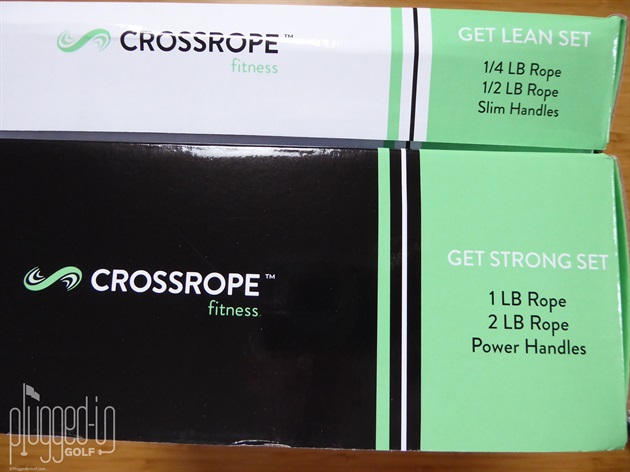 CROSSROPE™
fitness
GET LEAN SET
1/4 LB Rope
1/2 LB Rope
Slim Handles
CROSSROPE™
fitness
GET STRONG SET
1 LB Rope
2 LB Rope
Power Handles
plugged-in
GOLF